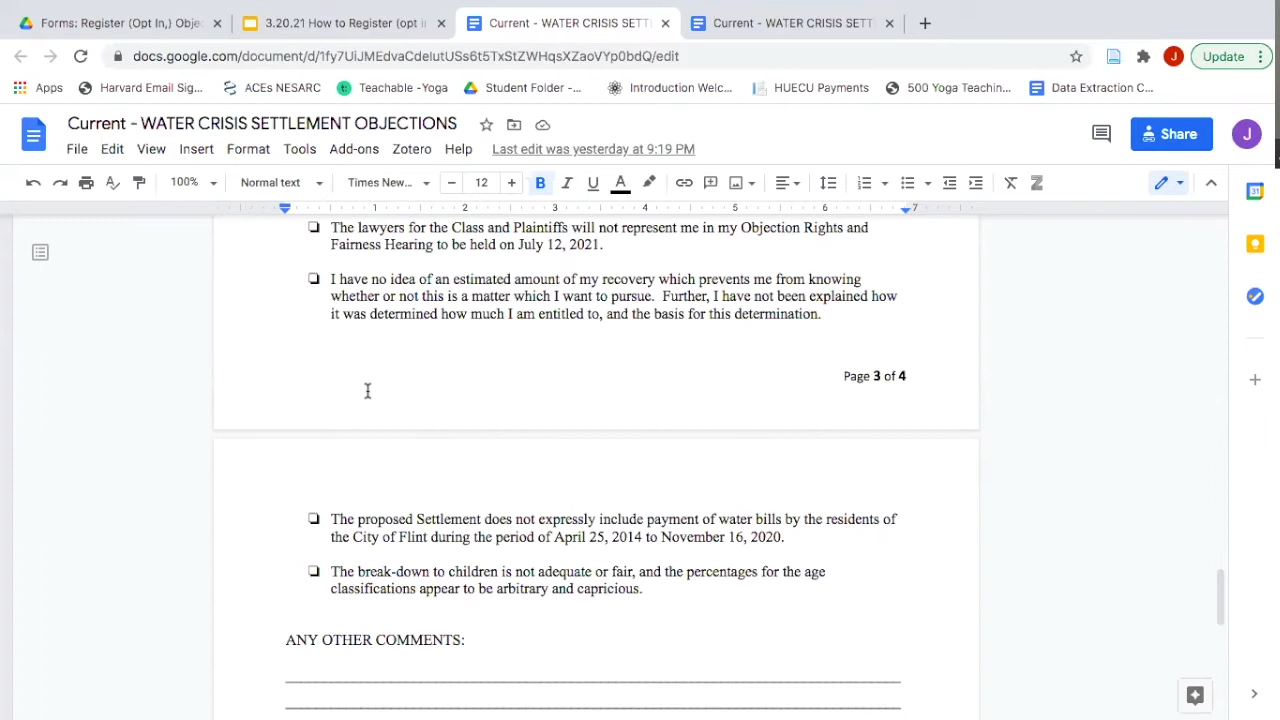 Forms: Register (Opt In,) Objec
3.20.21 How to Register (opt in
Current - WATER CRISIS SETT
Current - WATER CRISIS SETT
docs.google.com/document/d/1fy7UiJMEdvaCdeIutUSs6t5TxStZWHqsXZaoVYp0bdQ/edit
J
Update
Apps
Harvard Email Sig...
ACEs NESARC
Teachable -Yoga
Student Folder -...
Introduction Welc...
HUECU Payments
500 Yoga Teachin...
Data Extraction C...
Current - WATER CRISIS SETTLEMENT OBJECTIONS
Share
J
File Edit View Insert Format Tools Add-ons Zotero Help Last edit was yesterday at 9:19 PM
100% Normal text Times New... 12 B I U A Z
1 2 3 4 5 6 7
The lawyers for the Class and Plaintiffs will not represent me in my Objection Rights and
Fairness Hearing to be held on July 12, 2021.
I have no idea of an estimated amount of my recovery which prevents me from knowing
whether or not this is a matter which I want to pursue. Further, I have not been explained how
it was determined how much I am entitled to, and the basis for this determination.
Page 3 of 4
The proposed Settlement does not expressly include payment of water bills by the residents of
the City of Flint during the period of April 25, 2014 to November 16, 2020.
The break-down to children is not adequate or fair, and the percentages for the age
classifications appear to be arbitrary and capricious.
ANY OTHER COMMENTS: